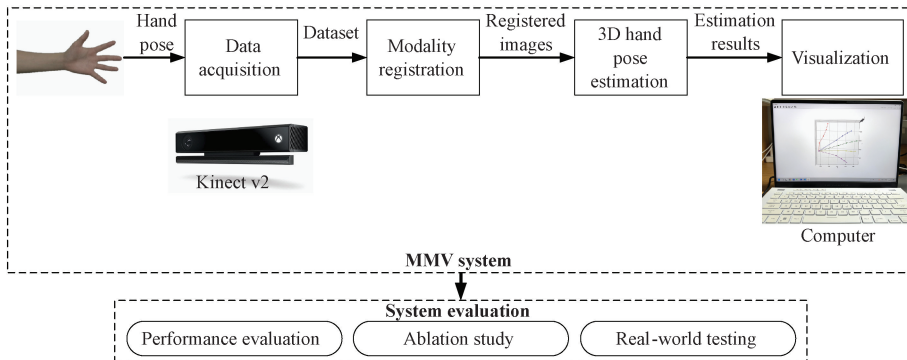 Hand
pose
Data
acquisition
Dataset
Modality
registration
Registered
images
3D hand
pose
estimation
Estimation
results
Visualization
Kinect v2
Computer
MMV system
System evaluation
Performance evaluation
Ablation study
Real-world testing